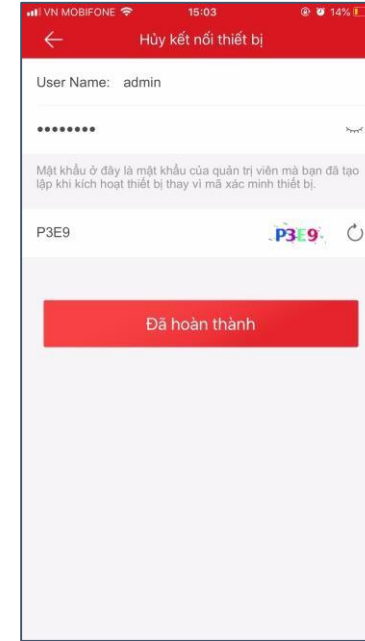 VN MOBIFONE 15:03 14%
Hủy kết nối thiết bị
User Name: admin
••••••••
Mật khẩu ở đây là mật khẩu của quản trị viên mà bạn đã tạo
lập khi kích hoạt thiết bị thay vì mã xác minh thiết bị.
P3E9 P3E9
Đã hoàn thành